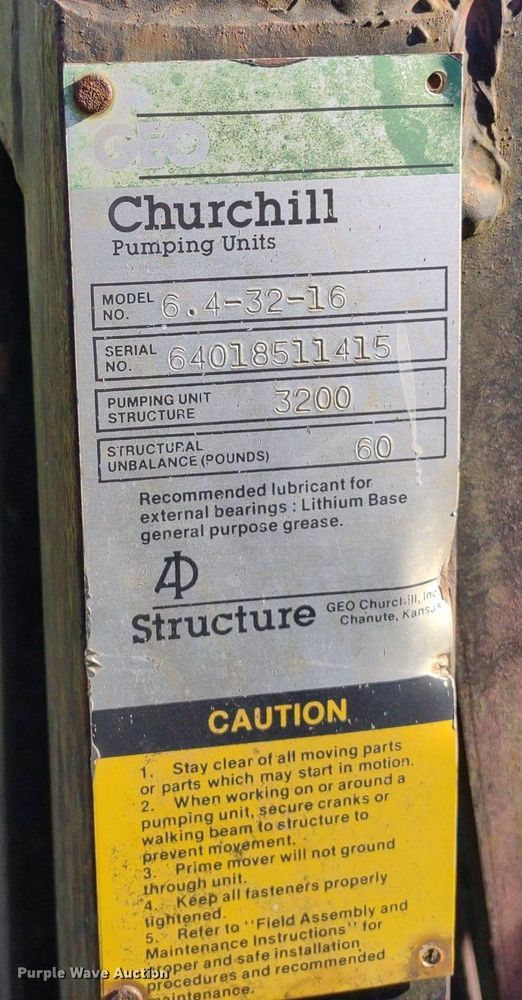 GEO
Churchill
Pumping Units
MODEL NO. 6.4-32-16
SERIAL NO. 64018511415
PUMPING UNIT STRUCTURE 3200
STRUCTURAL UNBALANCE (POUNDS) 60
Recommended lubricant for
external bearings : Lithium Base
general purpose grease.
Structure
GEO Churchill, Inc
Chanute, Kansas
CAUTION
1. Stay clear of all moving parts
or parts which may start in motion.
2. When working on or around a
pumping unit, secure cranks or
walking beam to structure to
prevent movement.
3. Prime mover will not ground
through unit.
4. Keep all fasteners properly
tightened.
5. Refer to "Field Assembly and
Maintenance Instructions" for
proper and safe installation
procedures and recommended
maintenance.
Purple Wave Auction